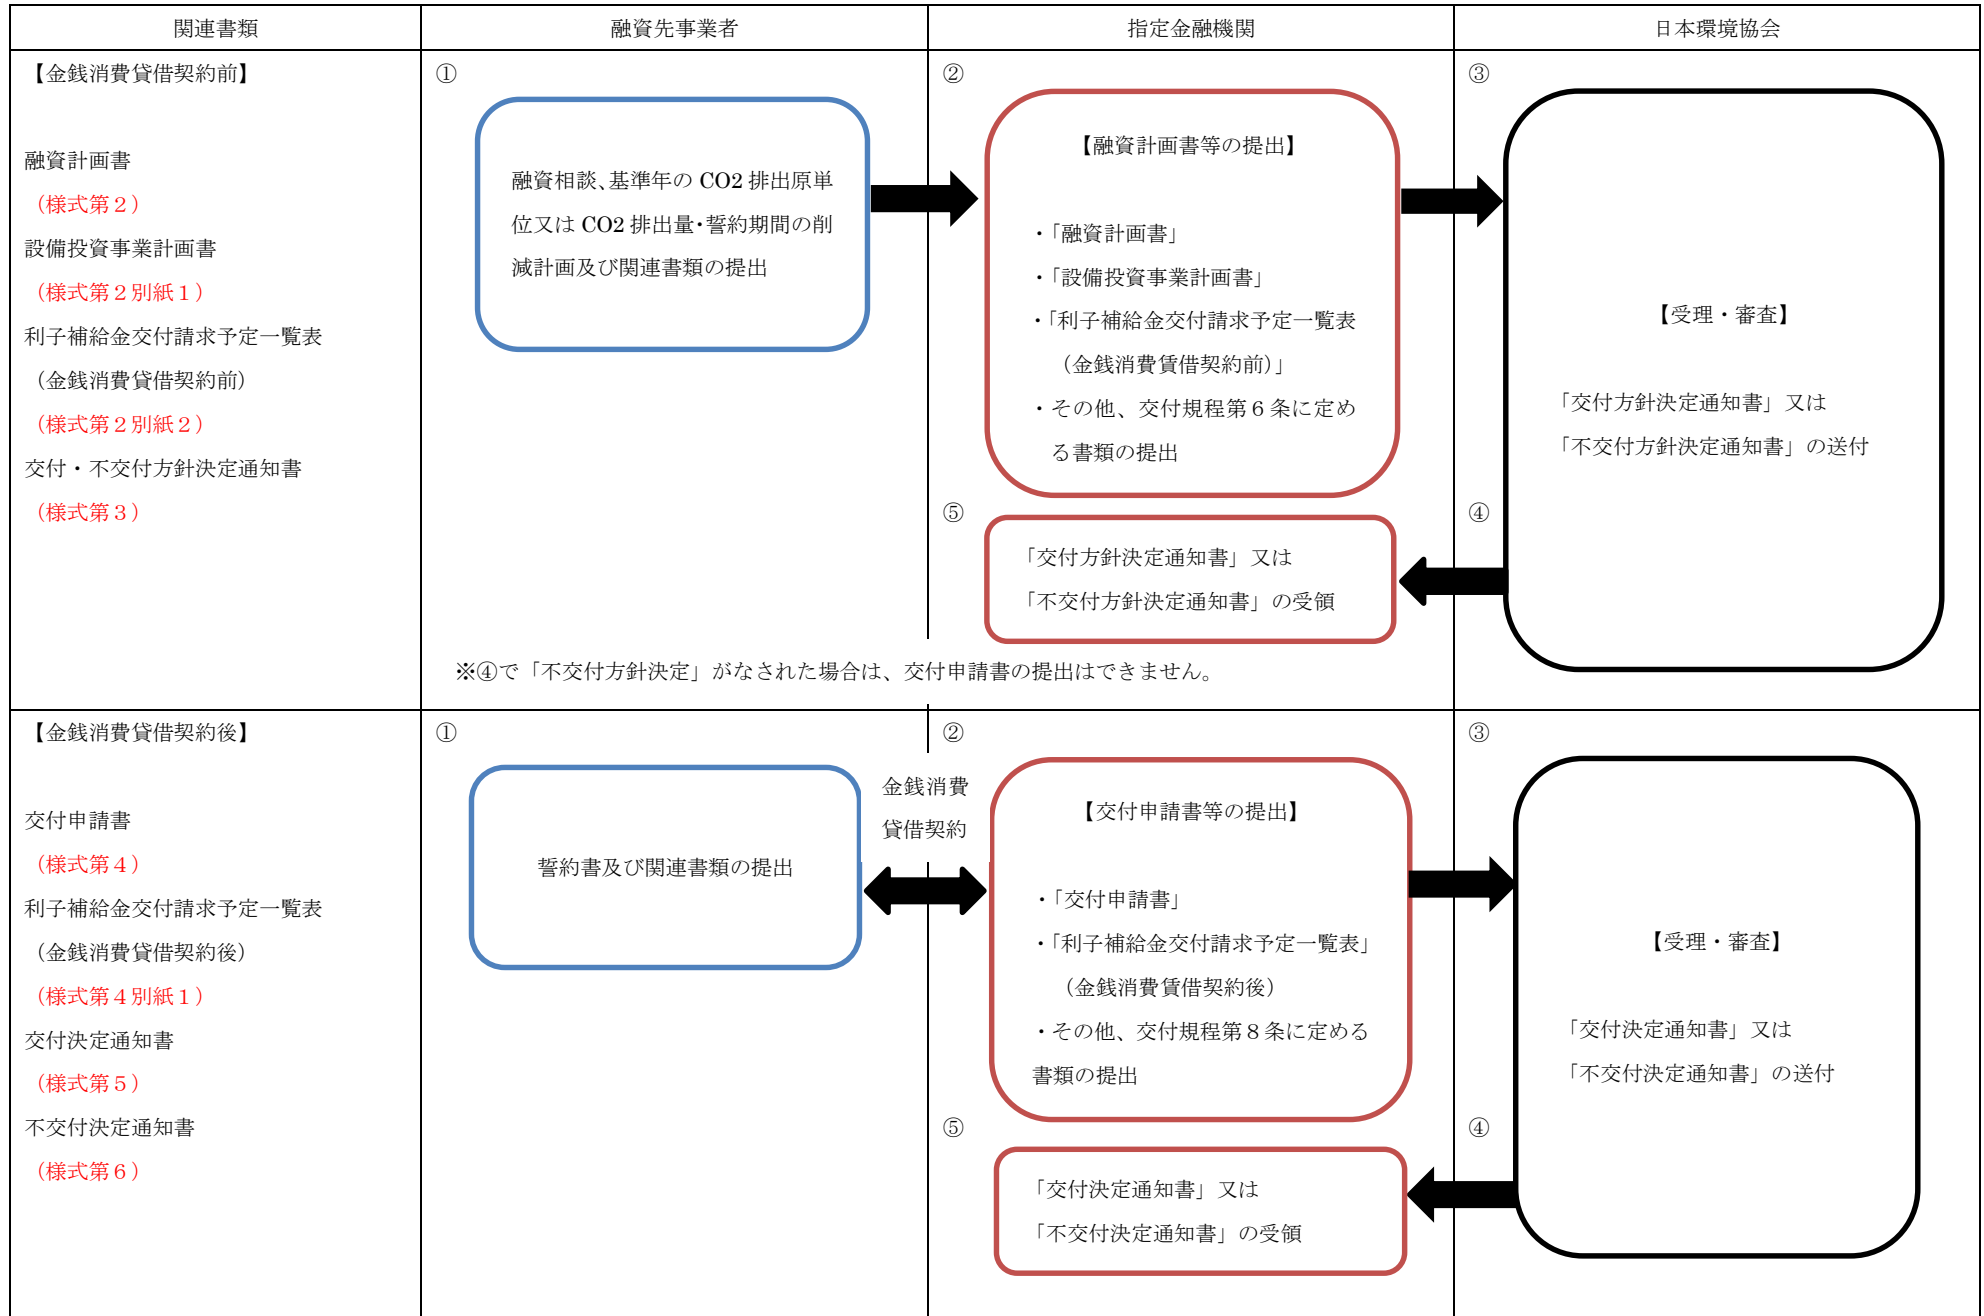 関連書類
融資先事業者
指定金融機関
日本環境協会
【金銭消費貸借契約前】
融資計画書
（様式第２）
設備投資事業計画書
（様式第２別紙１）
利子補給金交付請求予定一覧表
（金銭消費貸借契約前）
（様式第２別紙２）
交付・不交付方針決定通知書
（様式第３）
①
融資相談、基準年の CO2 排出原単
位又は CO2 排出量・誓約期間の削
減計画及び関連書類の提出
②
【融資計画書等の提出】
・「融資計画書」
・「設備投資事業計画書」
・「利子補給金交付請求予定一覧表
（金銭消費賃借契約前）」
・その他、交付規程第６条に定め
る書類の提出
③
【受理・審査】
「交付方針決定通知書」又は
「不交付方針決定通知書」の送付
④
⑤
「交付方針決定通知書」又は
「不交付方針決定通知書」の受領
※④で「不交付方針決定」がなされた場合は、交付申請書の提出はできません。
【金銭消費貸借契約後】
交付申請書
（様式第４）
利子補給金交付請求予定一覧表
（金銭消費貸借契約後）
（様式第４別紙１）
交付決定通知書
（様式第５）
不交付決定通知書
（様式第６）
①
誓約書及び関連書類の提出
金銭消費
貸借契約
②
【交付申請書等の提出】
・「交付申請書」
・「利子補給金交付請求予定一覧表」
（金銭消費賃借契約後）
・その他、交付規程第８条に定める
書類の提出
③
【受理・審査】
「交付決定通知書」又は
「不交付決定通知書」の送付
④
⑤
「交付決定通知書」又は
「不交付決定通知書」の受領